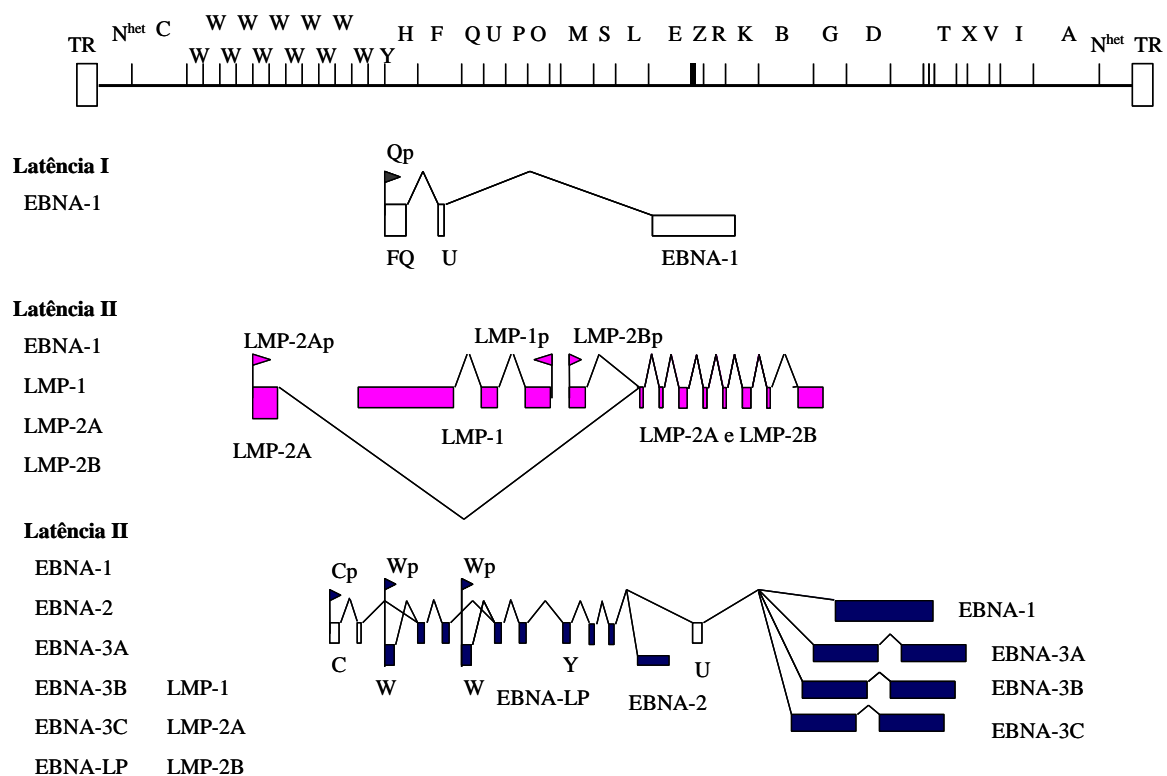 W W W W W
TR N^het C H F Q U P O M S L E Z R K B G D T X V I A N^het TR
W W W W W W Y
Latência I
Qp
EBNA-1
FQ U EBNA-1
Latência II
LMP-2Ap LMP-1p LMP-2Bp
EBNA-1
LMP-1
LMP-2A
LMP-1 LMP-2A e LMP-2B
LMP-2A
LMP-2B
Latência II
EBNA-1
Cp Wp Wp
EBNA-2
EBNA-1
EBNA-3A
C Y U EBNA-3A
W W EBNA-LP EBNA-2
EBNA-3B LMP-1 EBNA-3B
EBNA-3C LMP-2A EBNA-3C
EBNA-LP LMP-2B